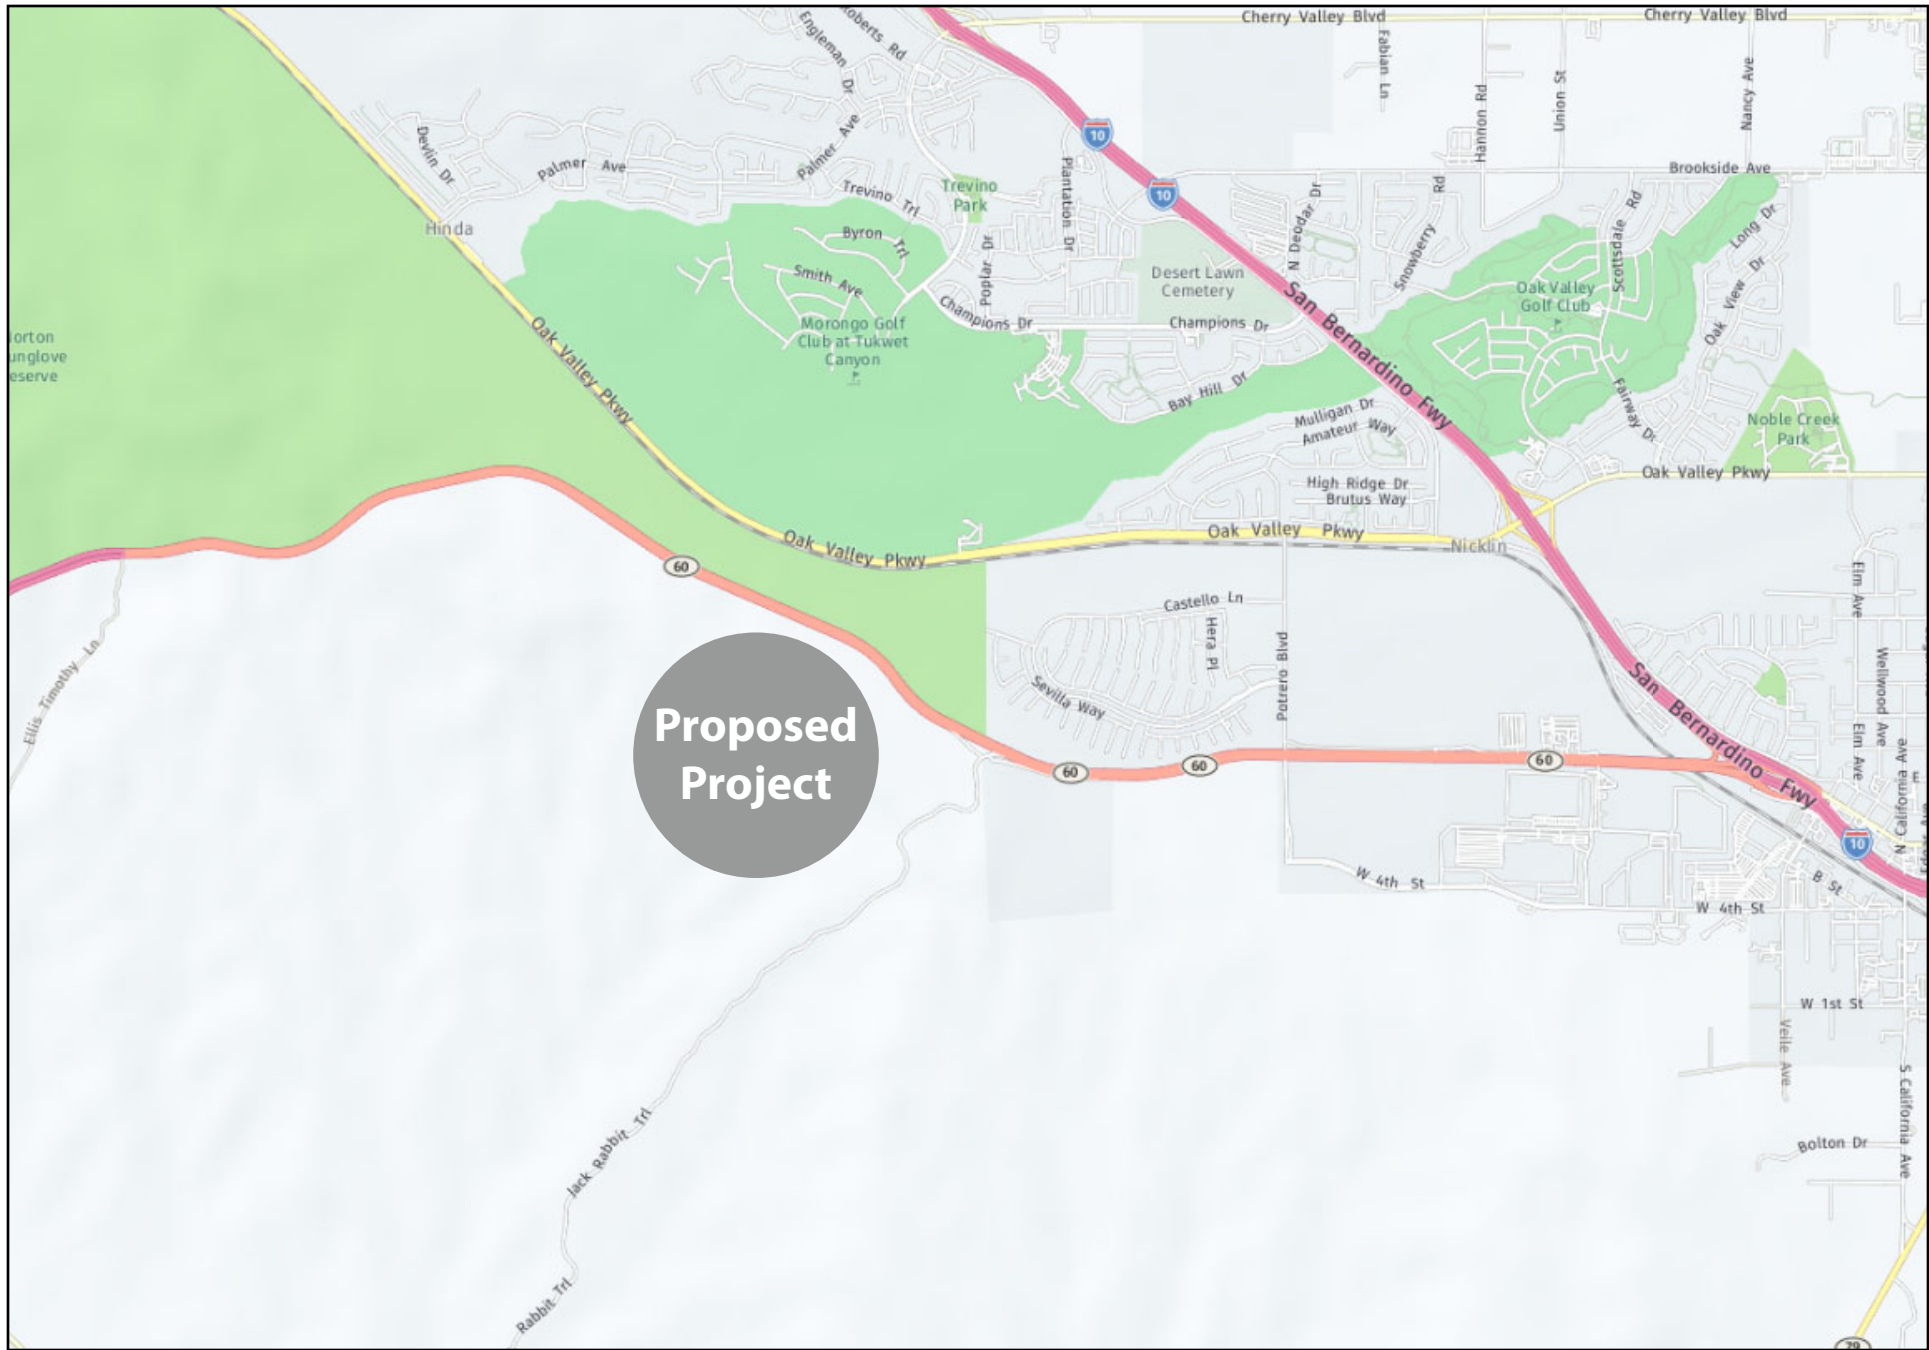 Cherry Valley Blvd
Cherry Valley Blvd
Roberts Rd
Engleman Dr
Fabian Ln
Hannon Rd
Union St
Nancy Ave
10
Devlin Dr
Palmer Ave
Palmer Ave
Trevino Trl
Trevino
Park
Plantation Dr
10
Brookside Ave
Hinda
Byron Trl
Smith Ave
Poplar Dr
N Deodar Dr
Snowberry Rd
Scottsdale Rd
Long Dr
Oak View Dr
Desert Lawn
Cemetery
Oak Valley
Golf Club
Champions Dr
Champions Dr
Morongo Golf
Club at Tukwet
Canyon
San Bernardino Fwy
Oak Valley Pkwy
orton
unglove
eserve
Bay Hill Dr
Mulligan Dr
Amateur Way
Fairway Dr
Noble Creek
Park
High Ridge Dr
Brutus Way
Oak Valley Pkwy
Oak Valley Pkwy
Oak Valley Pkwy
Nicklin
60
Elm Ave
Castello Ln
Hera Pl
Potrero Blvd
Sevilla Way
Ellis Timothy Ln
San Bernardino Fwy
Wellwood Ave
Elm Ave
N California Ave
Proposed
Project
60
60
60
10
W 4th St
B St
W 4th St
W 1st St
Veile Ave
S California Ave
Jack Rabbit Trl
Bolton Dr
Rabbit Trl
79